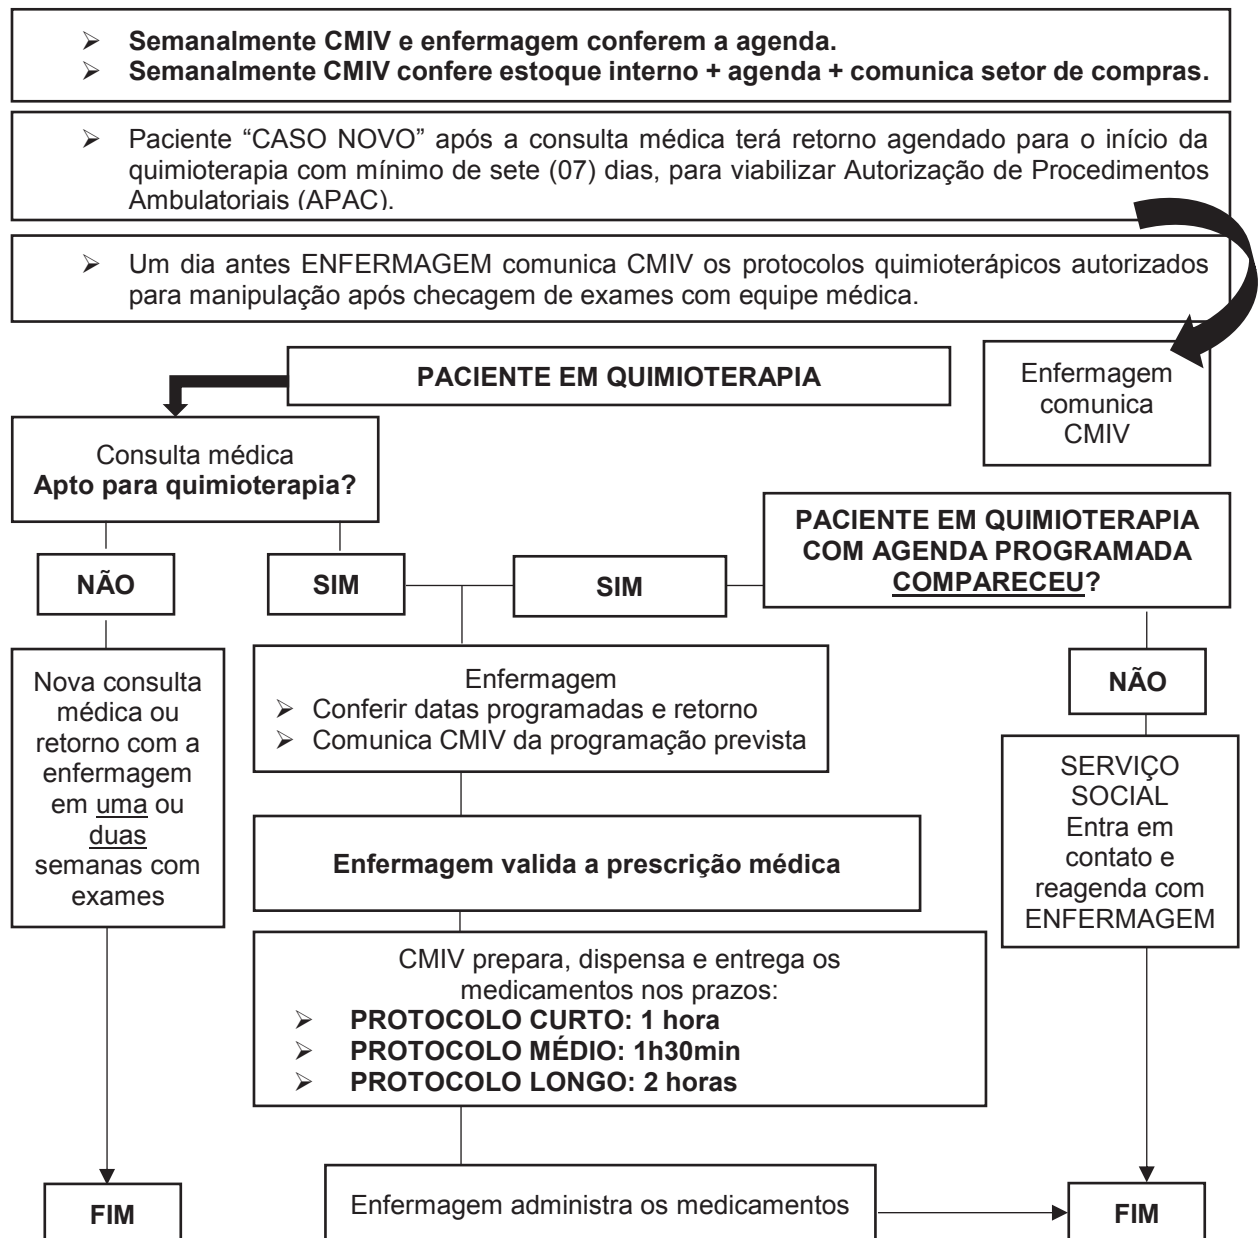 ➢ Semanalmente CMIV e enfermagem conferem a agenda.
➢ Semanalmente CMIV confere estoque interno + agenda + comunica setor de compras.
➢ Paciente “CASO NOVO” após a consulta médica terá retorno agendado para o início da
quimioterapia com mínimo de sete (07) dias, para viabilizar Autorização de Procedimentos
Ambulatoriais (APAC).
➢ Um dia antes ENFERMAGEM comunica CMIV os protocolos quimioterápicos autorizados
para manipulação após checagem de exames com equipe médica.
PACIENTE EM QUIMIOTERAPIA
Enfermagem
comunica
CMIV
Consulta médica
Apto para quimioterapia?
PACIENTE EM QUIMIOTERAPIA
COM AGENDA PROGRAMADA
COMPARECEU?
NÃO
SIM
SIM
Nova consulta
médica ou
retorno com a
enfermagem
em uma ou
duas
semanas com
exames
Enfermagem
➢ Conferir datas programadas e retorno
➢ Comunica CMIV da programação prevista
NÃO
SERVIÇO
SOCIAL
Entra em
contato e
reagenda com
ENFERMAGEM
Enfermagem valida a prescrição médica
CMIV prepara, dispensa e entrega os
medicamentos nos prazos:
➢ PROTOCOLO CURTO: 1 hora
➢ PROTOCOLO MÉDIO: 1h30min
➢ PROTOCOLO LONGO: 2 horas
FIM
Enfermagem administra os medicamentos
FIM